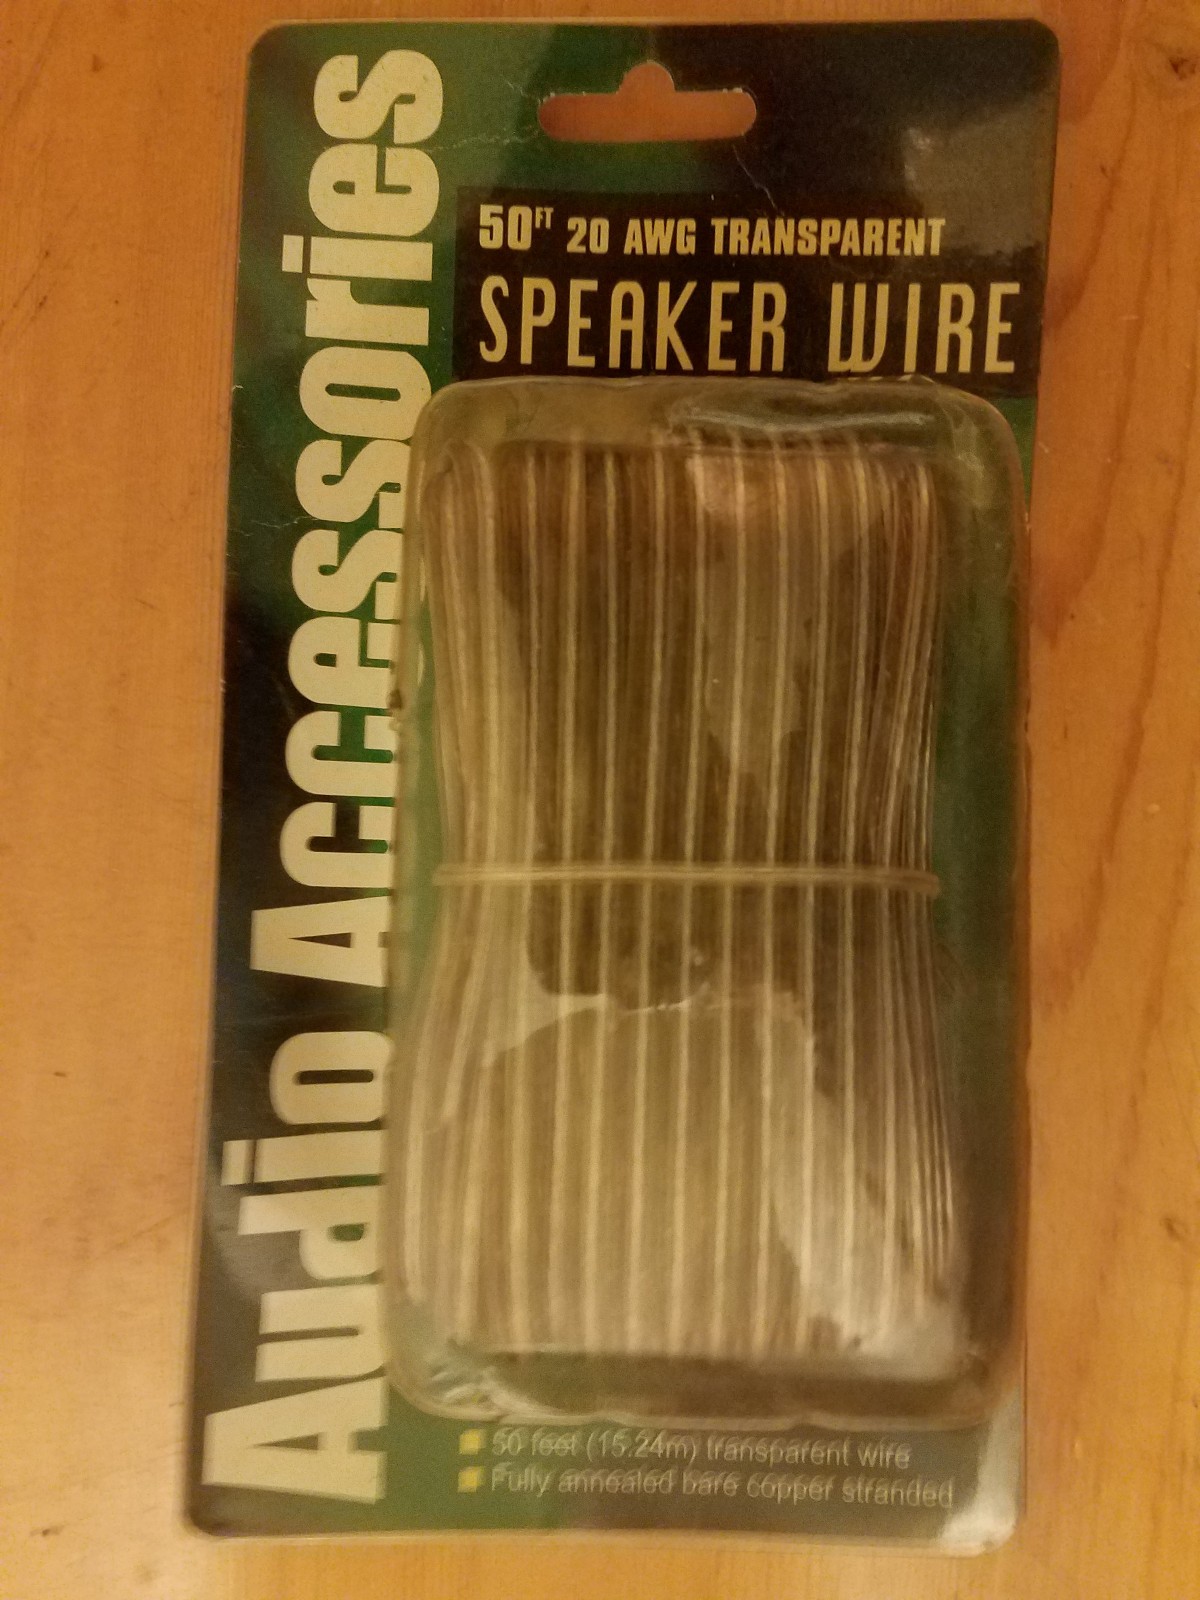 Audio Accessories
50FT 20 AWG TRANSPARENT
SPEAKER WIRE
50 feet (15.24m) transparent wire
Fully annealed bare copper stranded